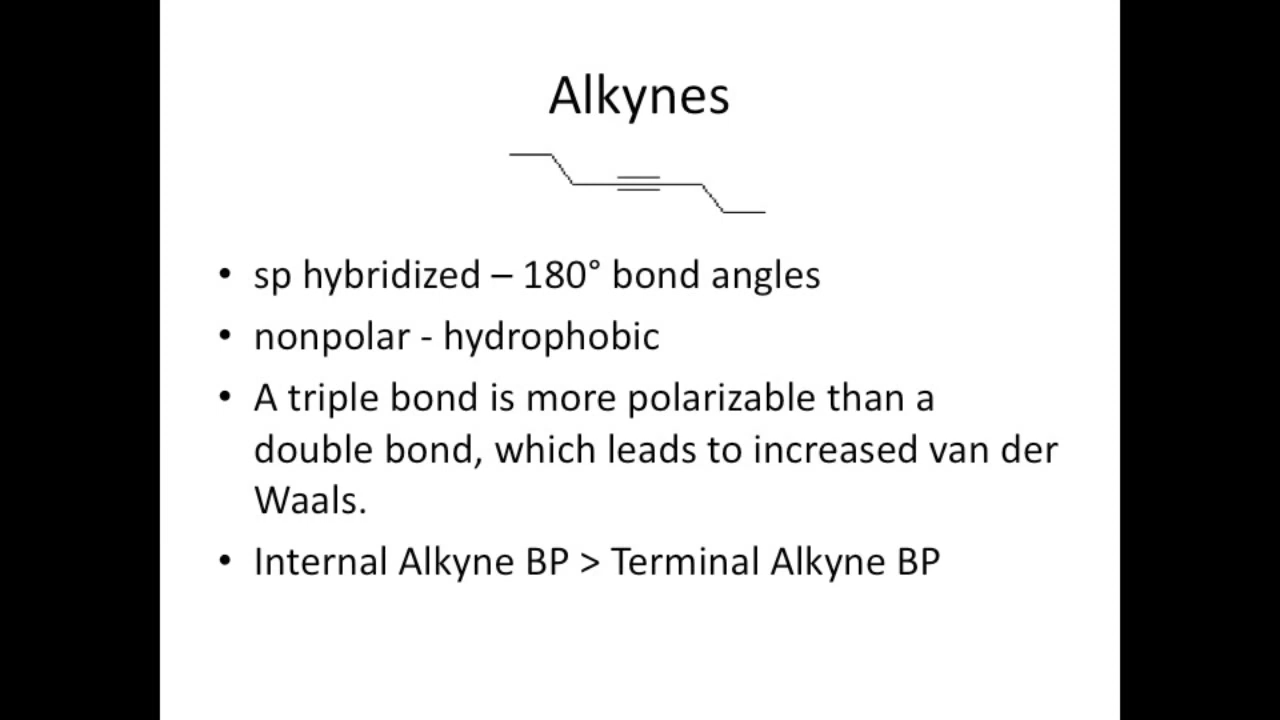 Alkynes
• sp hybridized – 180° bond angles
• nonpolar - hydrophobic
• A triple bond is more polarizable than a
double bond, which leads to increased van der
Waals.
• Internal Alkyne BP > Terminal Alkyne BP